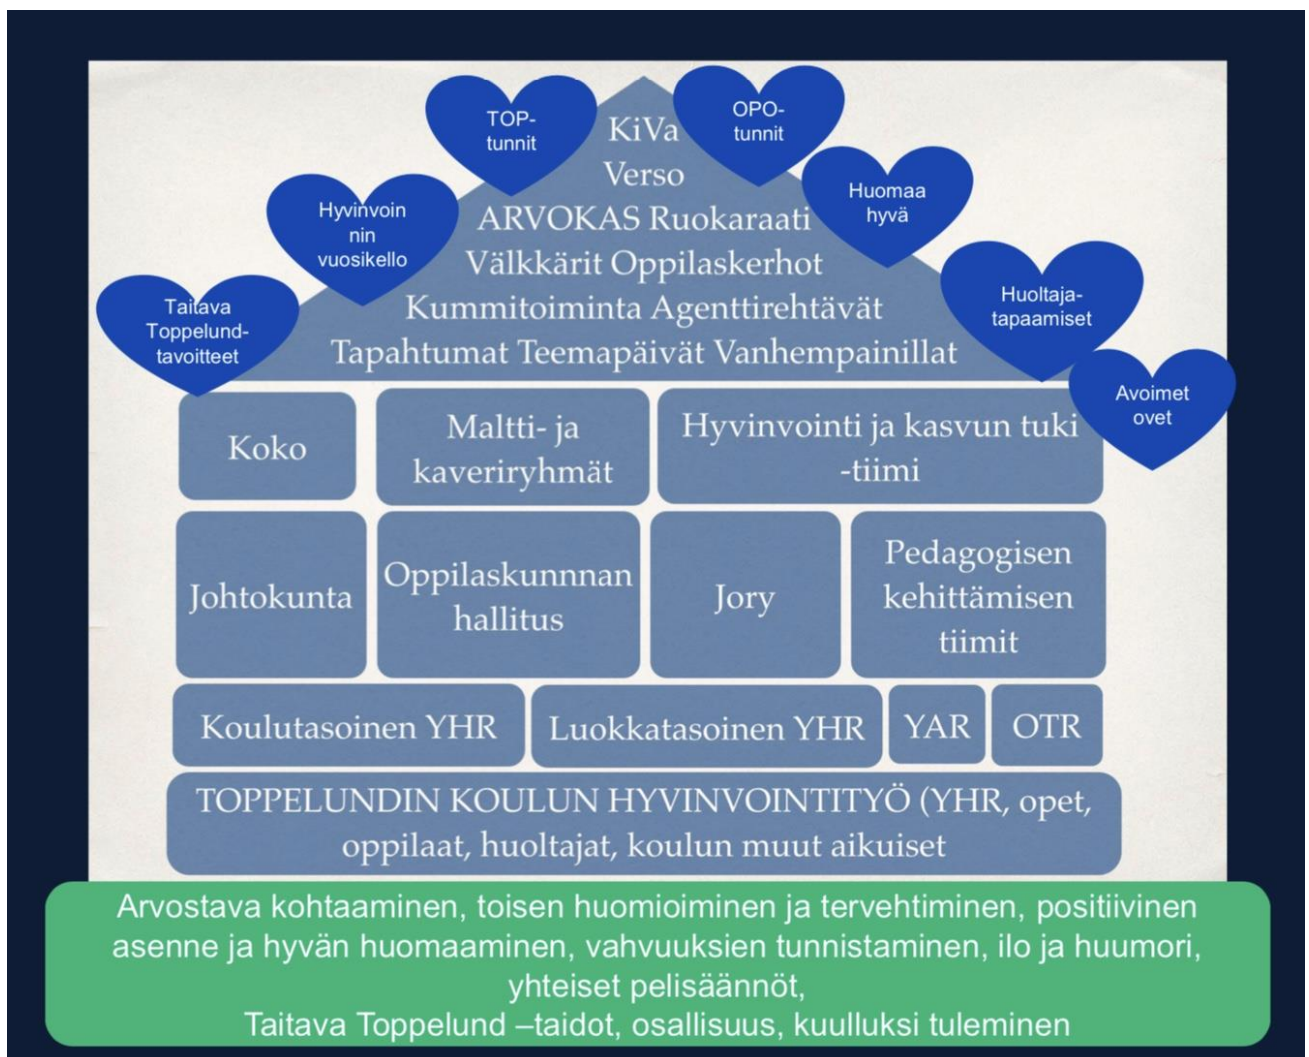 TOP-
tunnit
OPO-
tunnit
Hyvinvoin
nin
vuosikello
Huomaa
hyvä
Taitava
Toppelund-
tavoitteet
Huoltaja-
tapaamiset
Avoimet
ovet
KiVa
Verso
ARVOKAS Ruokaraati
Välkkärit Oppilaskerhot
Kummitoiminta Agenttirehtävät
Tapahtumat Teemapäivät Vanhempainillat
Koko
Maltti- ja
kaveriryhmät
Hyvinvointi ja kasvun tuki
-tiimi
Johtokunta
Oppilaskunnnan
hallitus
Jory
Pedagogisen
kehittämisen
tiimit
Koulutasoinen YHR
Luokkatasoinen YHR
YAR
OTR
TOPPELUNDIN KOULUN HYVINVOINTITYÖ (YHR, opet,
oppilaat, huoltajat, koulun muut aikuiset
Arvostava kohtaaminen, toisen huomioiminen ja tervehtiminen, positiivinen
asenne ja hyvän huomaaminen, vahvuuksien tunnistaminen, ilo ja huumori,
yhteiset pelisäännöt,
Taitava Toppelund –taidot, osallisuus, kuulluksi tuleminen